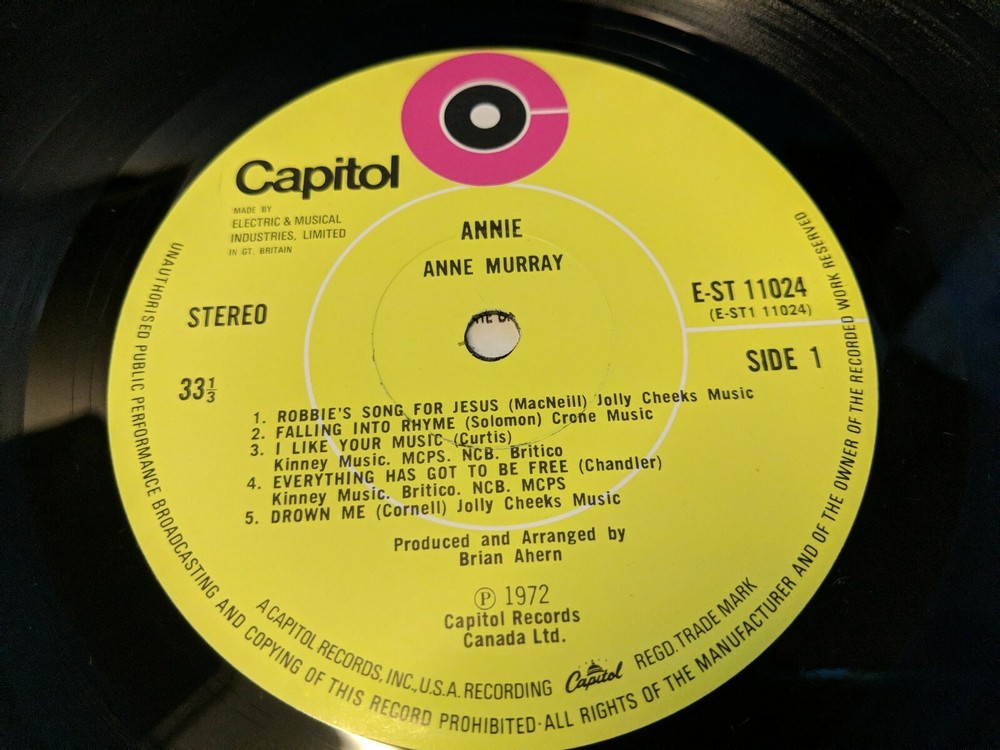 Capitol
MADE BY
ELECTRIC & MUSICAL
INDUSTRIES, LIMITED
IN GT. BRITAIN
ANNIE
ANNE MURRAY
STEREO
33⅓
E-ST 11024
(E-ST1 11024)
SIDE 1
1. ROBBIE'S SONG FOR JESUS (MacNeill) Jolly Cheeks Music
2. FALLING INTO RHYME (Solomon) Crone Music
3. I LIKE YOUR MUSIC (Curtis)
Kinney Music. MCPS. NCB. Britico
4. EVERYTHING HAS GOT TO BE FREE (Chandler)
Kinney Music. Britico. NCB. MCPS
5. DROWN ME (Cornell) Jolly Cheeks Music
Produced and Arranged by
Brian Ahern
Ⓟ 1972
Capitol Records
Canada Ltd.
A CAPITOL RECORDS, INC., U.S.A. RECORDING Capitol REGD. TRADE MARK
UNAUTHORISED PUBLIC PERFORMANCE BROADCASTING AND COPYING OF THIS RECORD PROHIBITED·ALL RIGHTS OF THE MANUFACTURER AND OF THE OWNER OF THE RECORDED WORK RESERVED